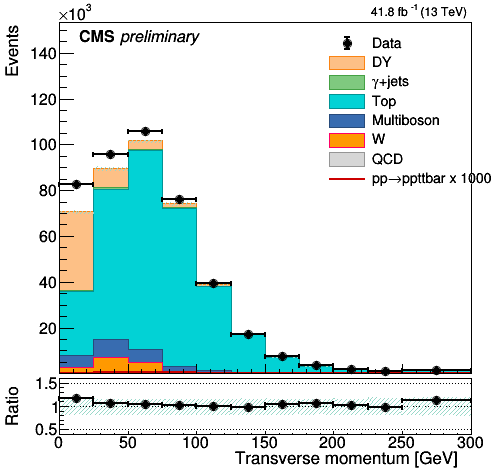 ×10³
41.8 fb⁻¹ (13 TeV)
CMS preliminary
Events
140
120
100
80
60
40
20
0
Data
DY
γ+jets
Top
Multiboson
W
QCD
pp→ppttbar x 1000
Ratio
1.5
1
0.5
0 50 100 150 200 250 300
Transverse momentum [GeV]